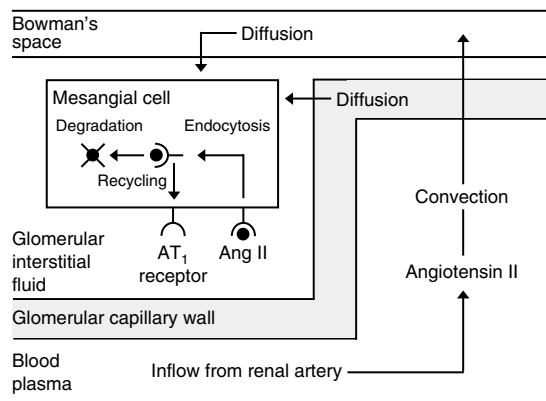 Bowman's
space
Diffusion
Mesangial cell
Diffusion
Degradation
Endocytosis
Recycling
Convection
Glomerular
interstitial
fluid
AT1
receptor
Ang II
Angiotensin II
Glomerular capillary wall
Blood
plasma
Inflow from renal artery